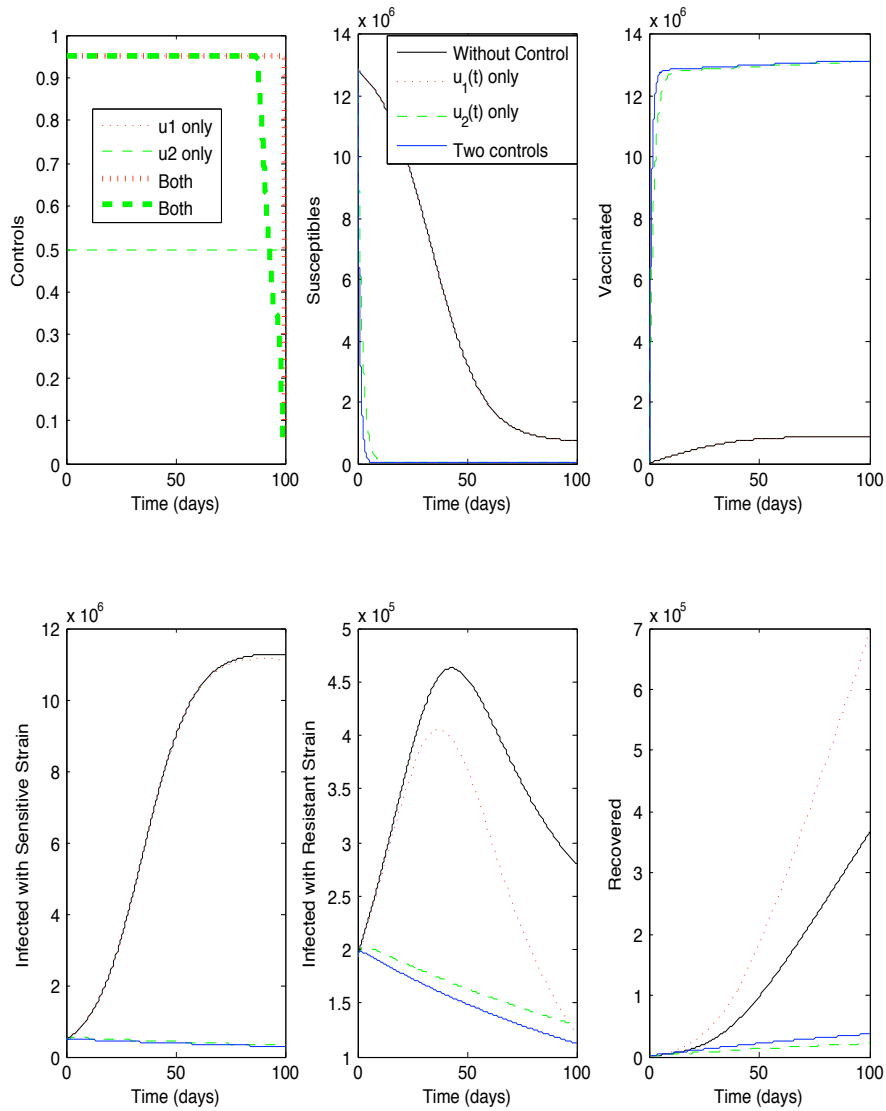 1
0.9
0.8
0.7
0.6
0.5
0.4
0.3
0.2
0.1
0
Controls
u1 only
u2 only
Both
Both
0 50 100
Time (days)
x 10^6
14
12
10
8
6
4
2
0
Susceptibles
Without Control
u_1(t) only
u_2(t) only
Two controls
0 50 100
Time (days)
x 10^6
14
12
10
8
6
4
2
0
Vaccinated
0 50 100
Time (days)
x 10^6
12
10
8
6
4
2
0
Infected with Sensitive Strain
0 50 100
Time (days)
x 10^5
5
4.5
4
3.5
3
2.5
2
1.5
1
Infected with Resistant Strain
0 50 100
Time (days)
x 10^5
7
6
5
4
3
2
1
0
Recovered
0 50 100
Time (days)